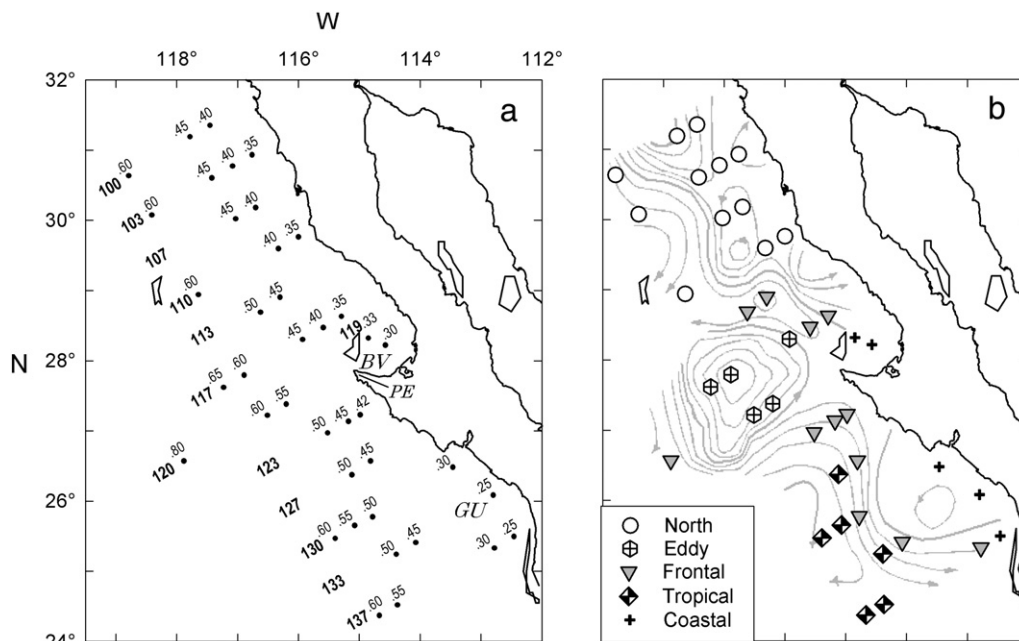 W
118° 116° 114° 112°
32°
a
b
.45 .40
.45 .40 .35
100 .60
.45 .40
103 .60
30°
.40 .35
107
110 .60
.50 .45
113
.45 .40 .35
119 .33 .30
28°
N
BV
PE
117 .65 .60
.60 .55
.50 .45 .42
120 .80
123
.50 .45
.30
.25
26°
127
GU
130 .60 .55 .50
.50 .45
.30 .25
133
137 .60 .55
24°
North
Eddy
Frontal
Tropical
Coastal